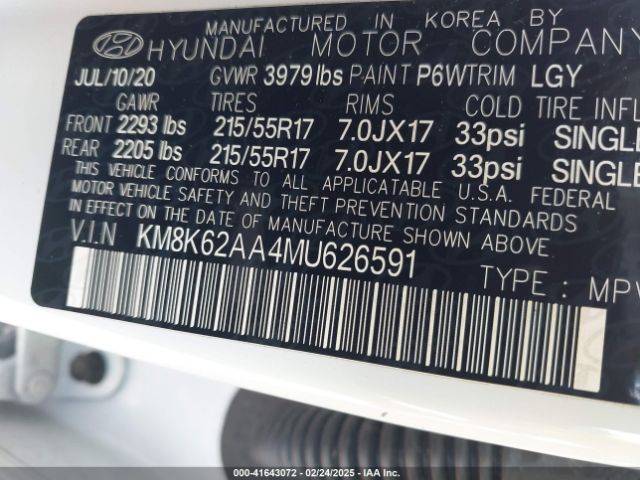 MANUFACTURED IN KOREA BY
HYUNDAI MOTOR COMPANY
JUL/10/20 GVWR 3979 lbs PAINT P6W TRIM LGY
GAWR TIRES RIMS COLD TIRE INFL
FRONT 2293 lbs 215/55R17 7.0JX17 33psi SINGLE
REAR 2205 lbs 215/55R17 7.0JX17 33psi SINGLE
THIS VEHICLE CONFORMS TO ALL APPLICATABLE U.S.A. FEDERAL
MOTOR VEHICLE SAFETY AND THEFT PREVENTION STANDARDS
IN EFFECT ON THE DATE OF MANUFACTURE SHOWN ABOVE
V.I.N KM8K62AA4MU626591
TYPE : MPV
000-41643072 — 02/24/2025 — IAA Inc.